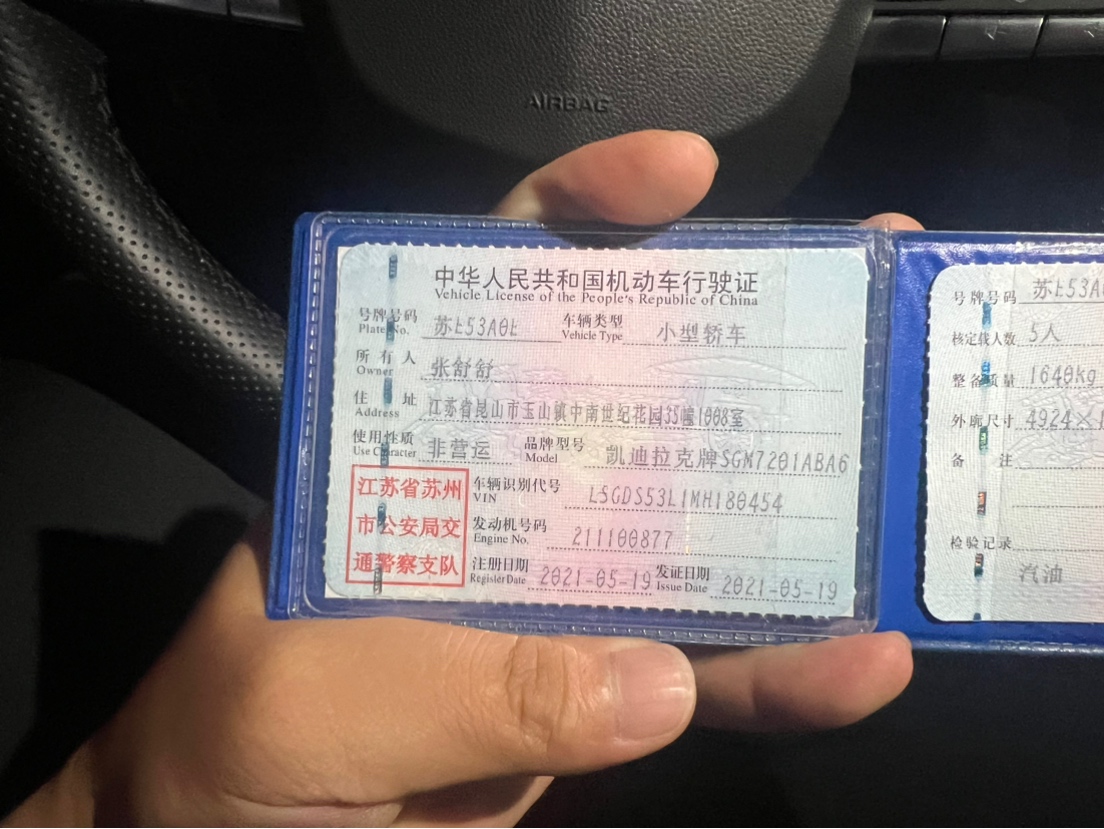 AIRBAG
中华人民共和国机动车行驶证
Vehicle License of the People's Republic of China
号牌号码 苏E53A0E 车辆类型 小型轿车
Plate No. Vehicle Type
所有人 张舒舒
Owner
住址 江苏省昆山市玉山镇中南世纪花园35幢1008室
Address
使用性质 非营运 品牌型号 凯迪拉克牌SGM7201ABA6
Use Character Model
江苏省苏州
市公安局交
通警察支队
车辆识别代号
VIN LSGDS53L1MH180454
发动机号码
Engine No. 211100877
注册日期 2021-05-19 发证日期 2021-05-19
Register Date Issue Date
号牌号码 苏E53A
核定载人数 5人
整备质量 1640kg
外廓尺寸 4924×
备注
检验记录
汽油